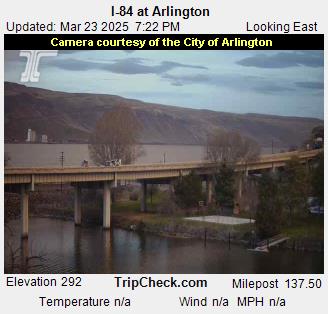 I-84 at Arlington
Updated: Mar 23 2025 7:22 PM Looking East
Camera courtesy of the City of Arlington
Elevation 292 TripCheck.com Milepost 137.50
Temperature n/a Wind n/a MPH n/a